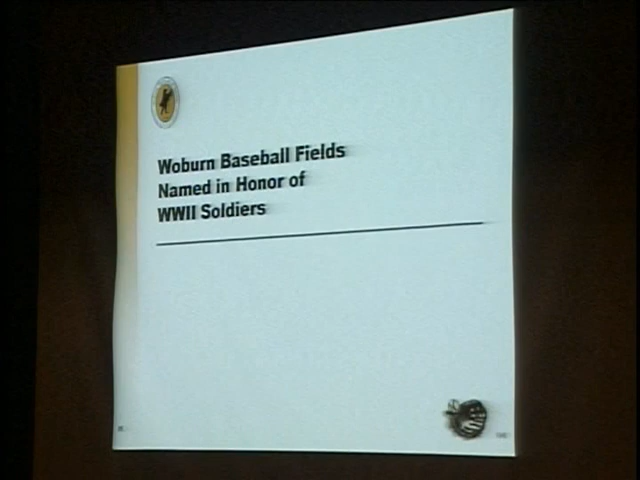 Woburn Baseball Fields
Named in Honor of
WWII Soldiers